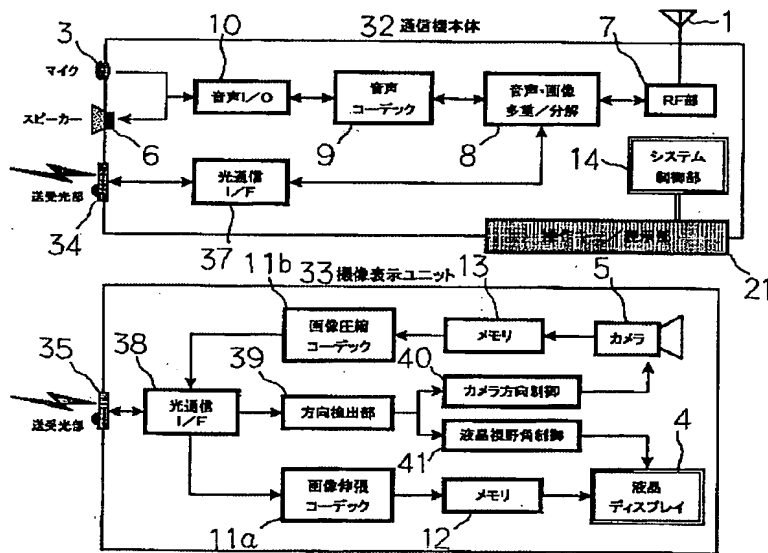 32 通信機本体
3
マイク
10
音声I/O
音声
コーデック
9
音声・画像
多重/分解
8
7
RF部
1
スピーカー
6
14
システム
制御部
光通信
I/F
37
送受光部
34
21
33 撮像表示ユニット
11b
画像圧縮
コーデック
13
メモリ
5
カメラ
35
38
光通信
I/F
39
方向検出部
40
カメラ方向制御
液晶視野角制御
41
送受光部
4
液晶
ディスプレイ
画像伸張
コーデック
11a
メモリ
12